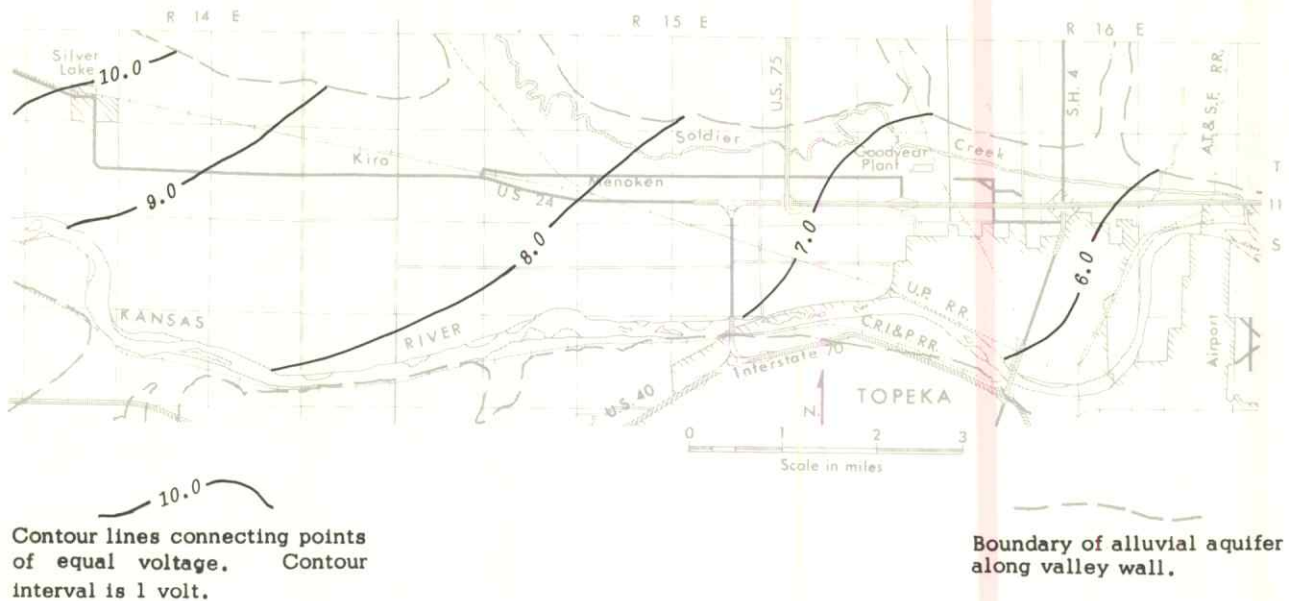 R 14 E
R 15 E
R 16 E
Silver
Lake
10.0
U.S. 75
S.H. 4
A.T. & S.F. RR.
Soldier
Creek
Kiro
Goodyear
Plant
T
11
S
Menoken
U.S. 24
9.0
8.0
7.0
6.0
KANSAS
RIVER
U.P. RR.
C.R.I.&P. RR.
Interstate 70
Airport
U.S. 40
N.
TOPEKA
0 1 2 3
Scale in miles
10.0
Contour lines connecting points
of equal voltage. Contour
interval is 1 volt.
Boundary of alluvial aquifer
along valley wall.